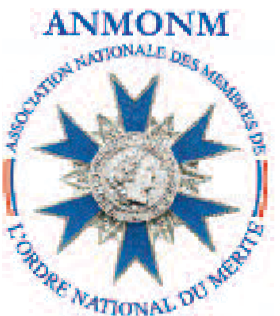 ANMONM
ASSOCIATION NATIONALE DES MEMBRES DE
L'ORDRE NATIONAL DU MÉRITE